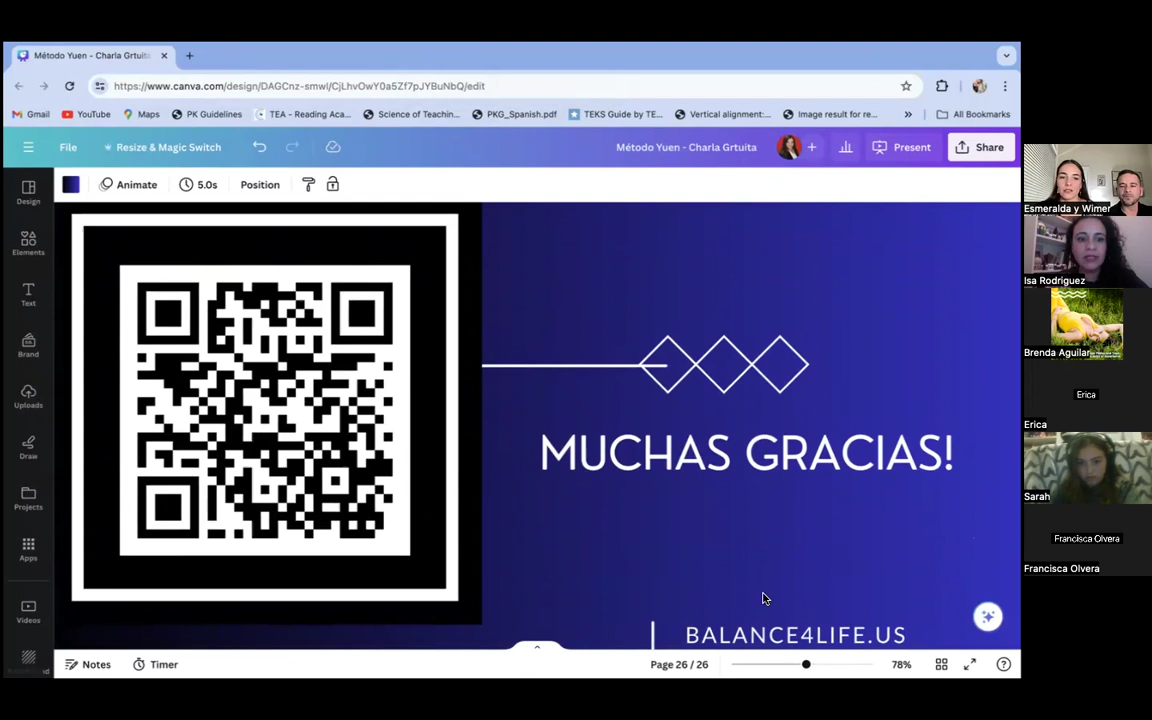 Método Yuen - Charla Grtuita
https://www.canva.com/design/DAGCnz-smwI/CjLhvOwY0a5Zf7pJYBuNbQ/edit
Gmail
YouTube
Maps
PK Guidelines
TEA - Reading Aca...
Science of Teachin...
PKG_Spanish.pdf
TEKS Guide by TE...
Vertical alignment:...
Image result for re...
All Bookmarks
File
Resize & Magic Switch
Método Yuen - Charla Grtuita
Present
Share
Animate
5.0s
Position
Design
Elements
Text
Brand
Uploads
Draw
Projects
Apps
Videos
MUCHAS GRACIAS!
BALANCE4LIFE.US
Notes
Timer
Page 26 / 26
78%
Esmeralda y Wimer
Isa Rodriguez
Brenda Aguilar
Erica
Erica
Sarah
Francisca Olvera
Francisca Olvera